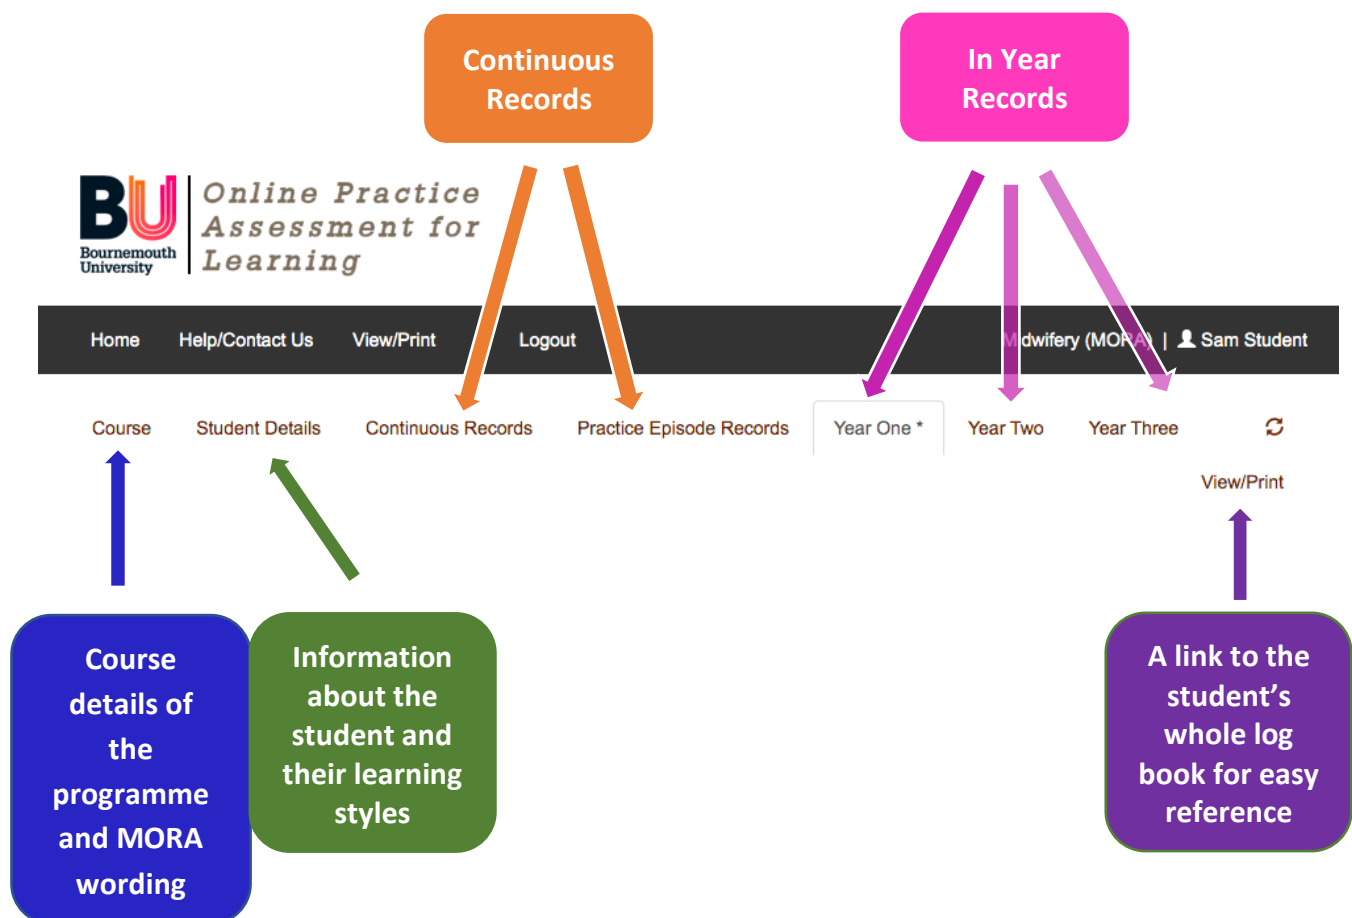 Continuous
Records
In Year
Records
BU
Bournemouth
University
Online Practice
Assessment for
Learning
Home Help/Contact Us View/Print Logout Midwifery (MORA) | Sam Student
Course Student Details Continuous Records Practice Episode Records Year One * Year Two Year Three
View/Print
Course
details of
the
programme
and MORA
wording
Information
about the
student and
their learning
styles
A link to the
student’s
whole log
book for easy
reference